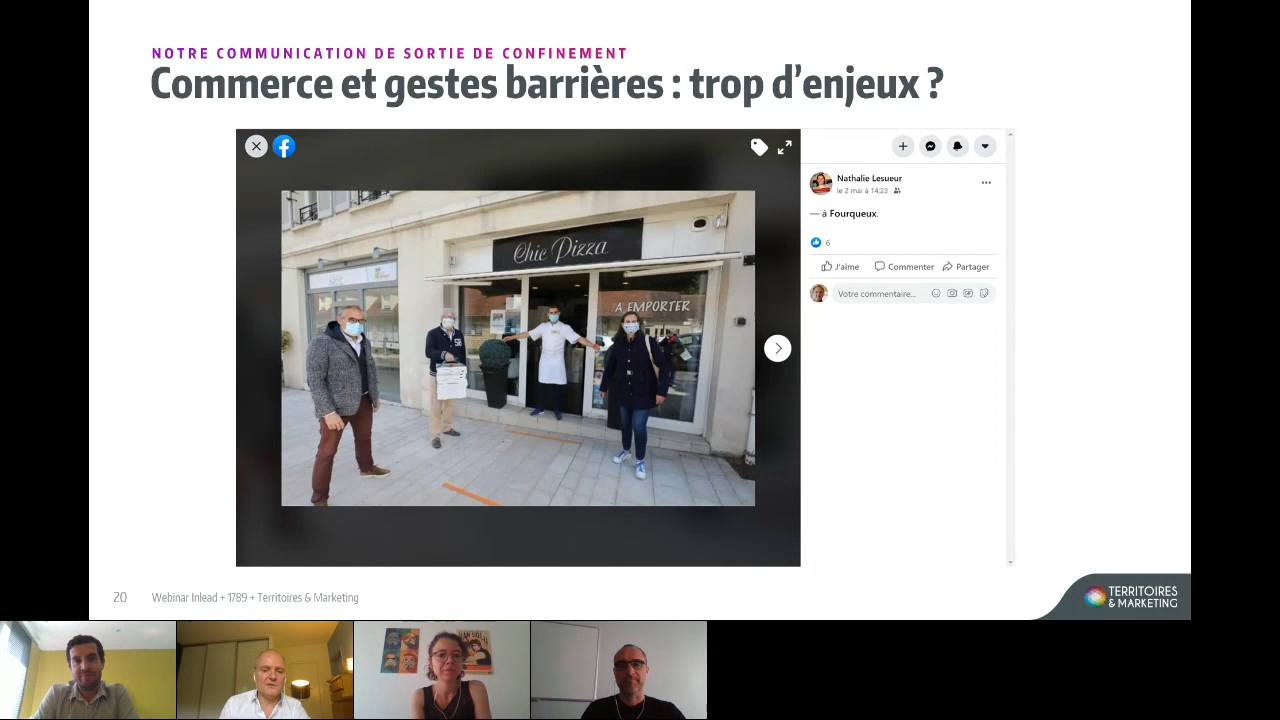 NOTRE COMMUNICATION DE SORTIE DE CONFINEMENT
Commerce et gestes barrières : trop d'enjeux ?
Chic Pizza
A EMPORTER
Nathalie Lesueur
le 2 mai à 14:23
— à Fourqueux.
6
J'aime
Commenter
Partager
Votre commentaire...
20
Webinar Inlead + 1789 + Territoires & Marketing
TERRITOIRES
& MARKETING